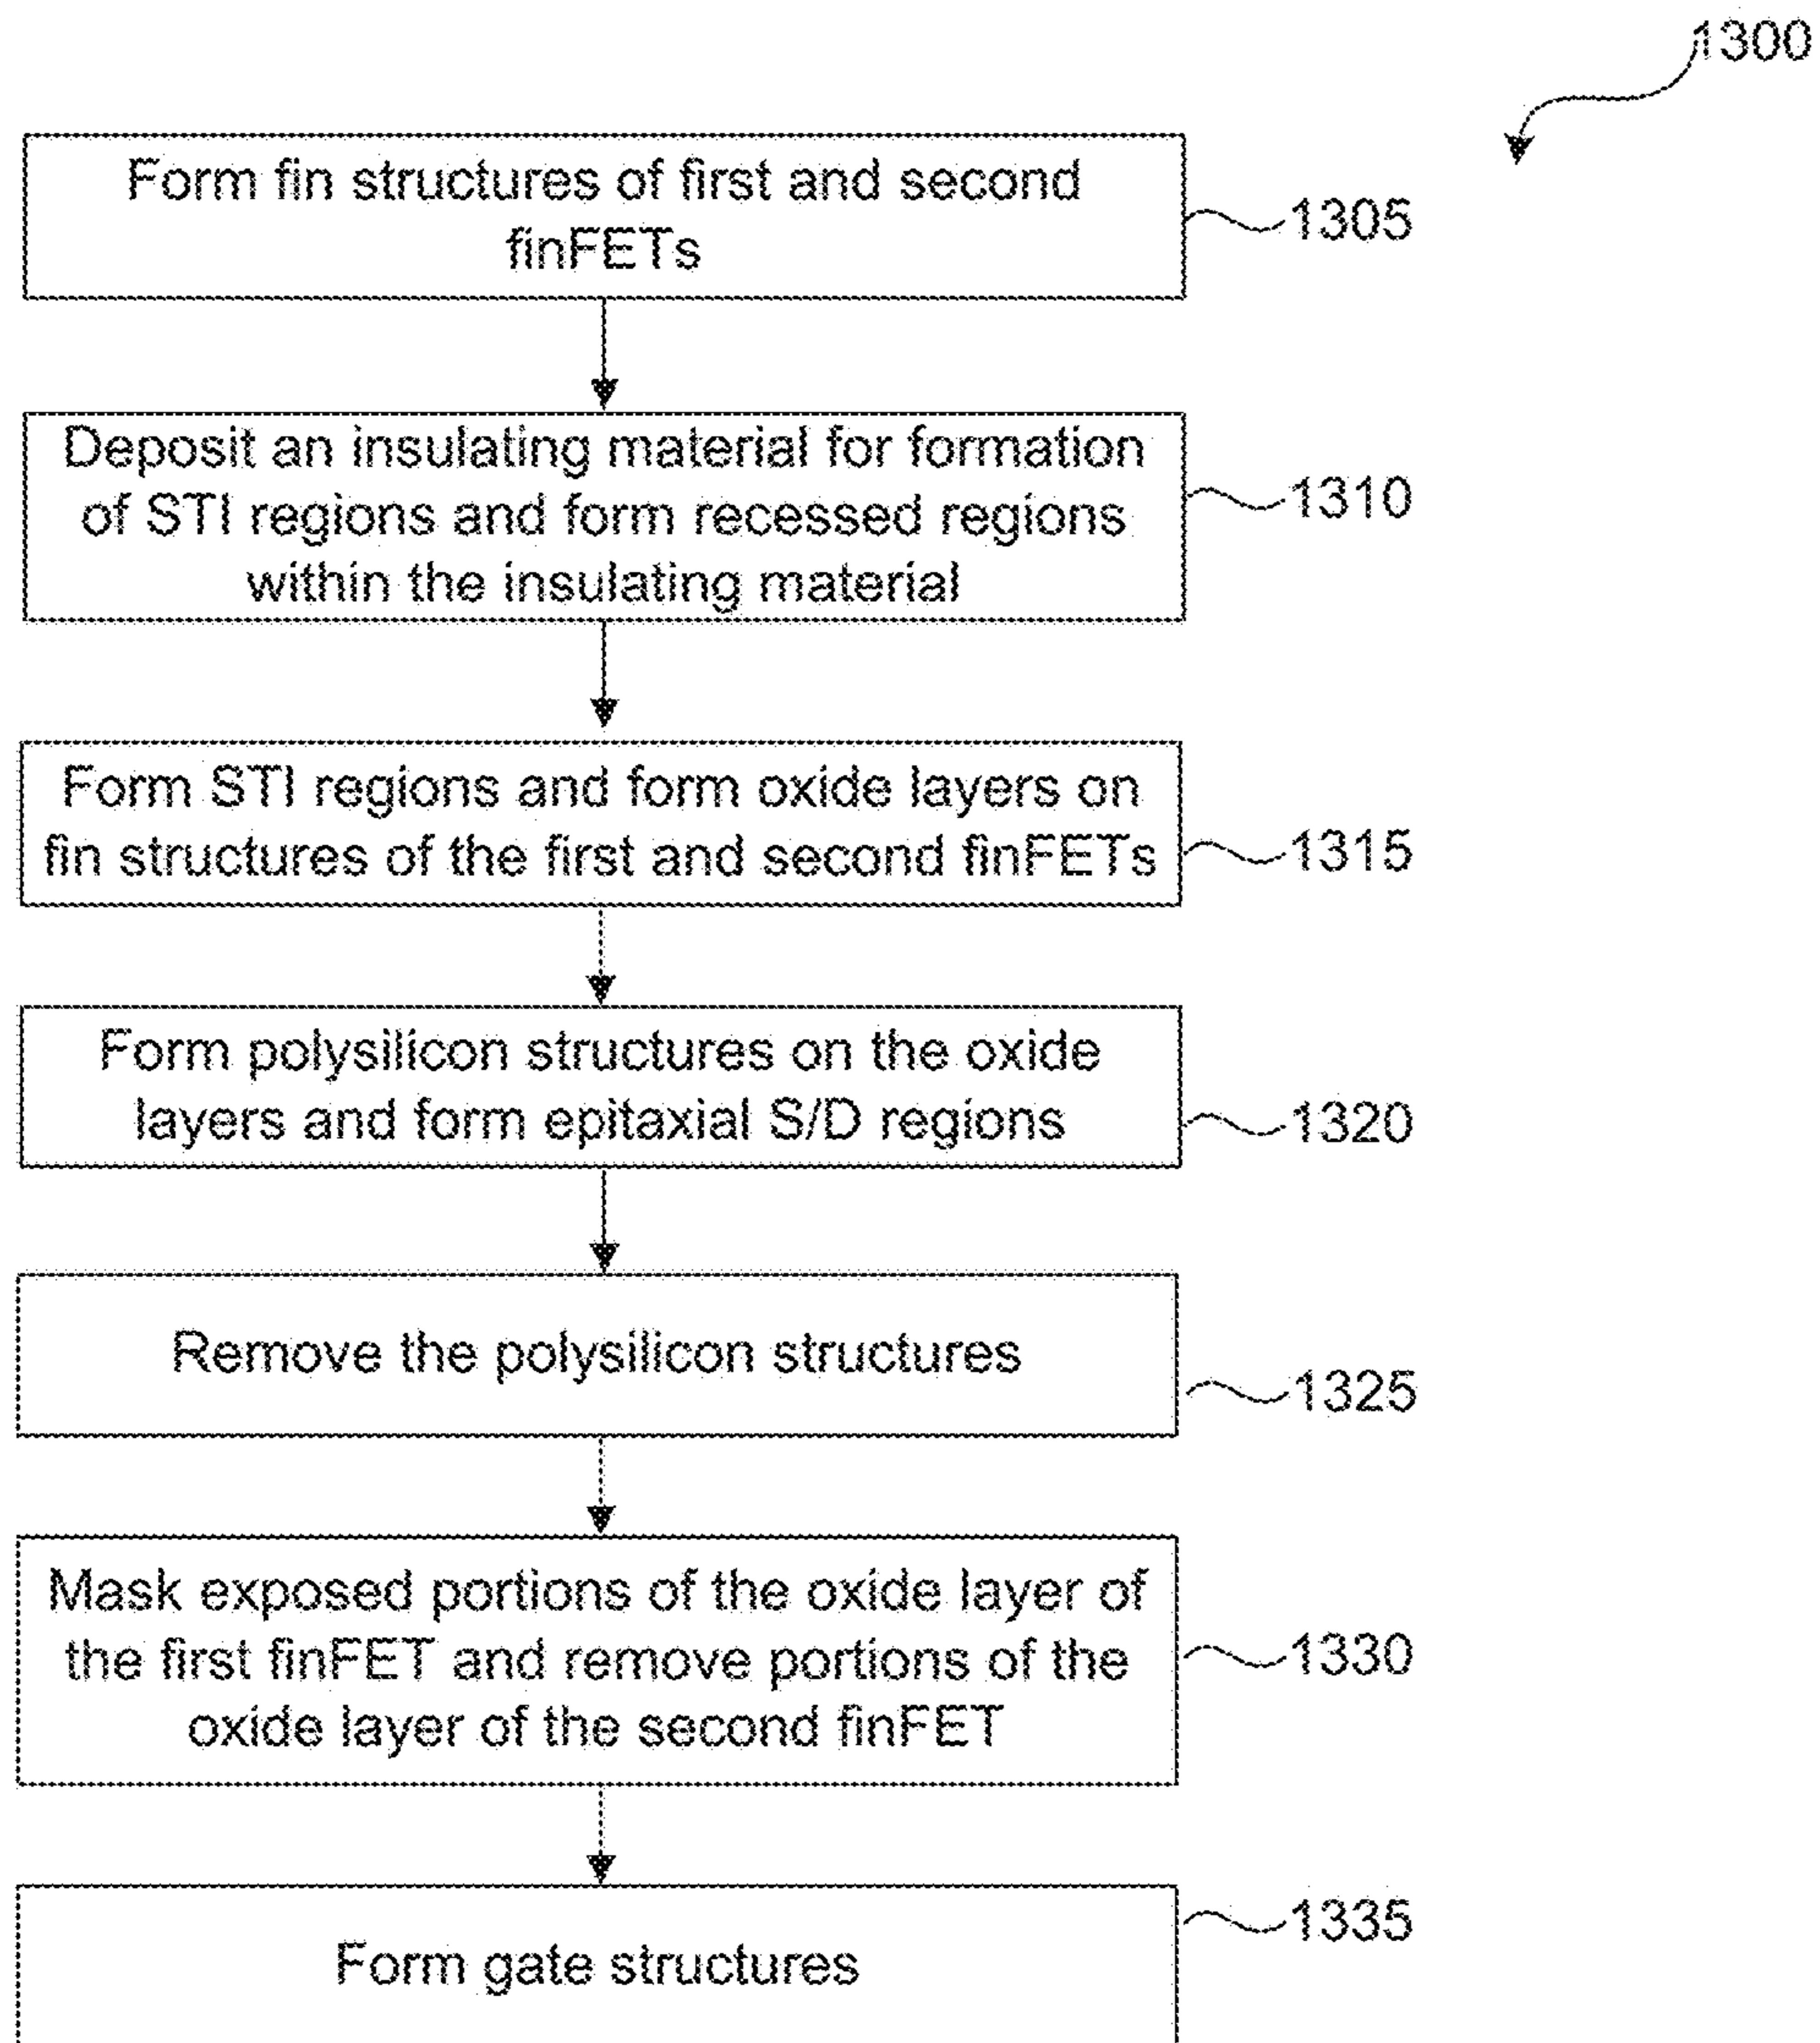 1300
Form fin structures of first and second
finFETs
1305
Deposit an insulating material for formation
of STI regions and form recessed regions
within the insulating material
1310
Form STI regions and form oxide layers on
fin structures of the first and second finFETs
1315
Form polysilicon structures on the oxide
layers and form epitaxial S/D regions
1320
Remove the polysilicon structures
1325
Mask exposed portions of the oxide layer of
the first finFET and remove portions of the
oxide layer of the second finFET
1330
Form gate structures
1335